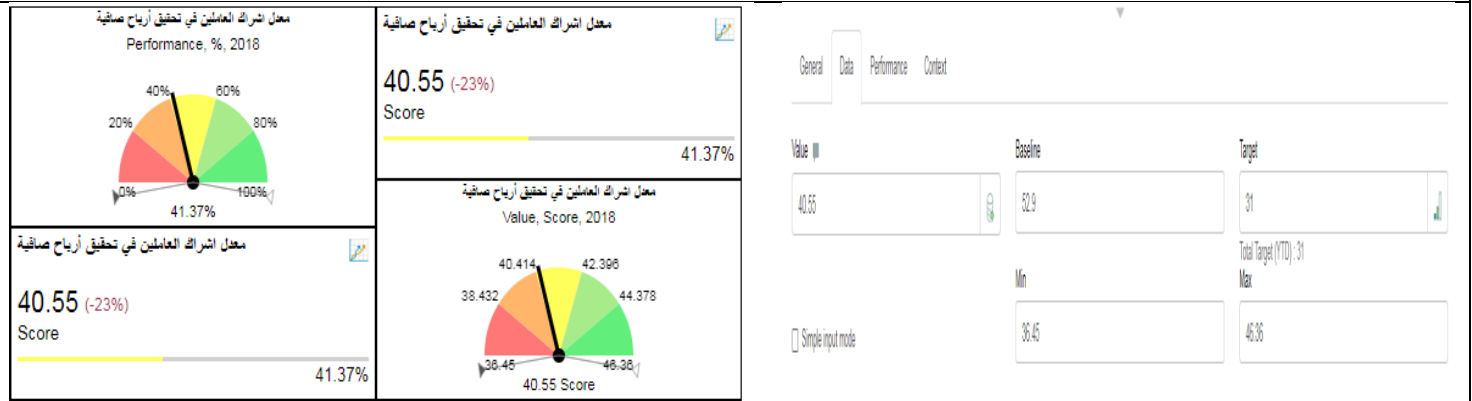 معدل اشراك العاملين في تحقيق أرباح صافية
Performance, %, 2018
40%
60%
20%
80%
0%
100%
41.37%
معدل اشراك العاملين في تحقيق أرباح صافية
40.55 (-23%)
Score
41.37%
معدل اشراك العاملين في تحقيق أرباح صافية
40.55 (-23%)
Score
41.37%
معدل اشراك العاملين في تحقيق أرباح صافية
Value, Score, 2018
40.414
42.396
38.432
44.378
36.45
46.36
40.55 Score
General Data Performance Context
Value Baseline Target
40.55 52.9 31
Total Target (YTD) : 31
Min Max
Simple input mode 36.45 46.36